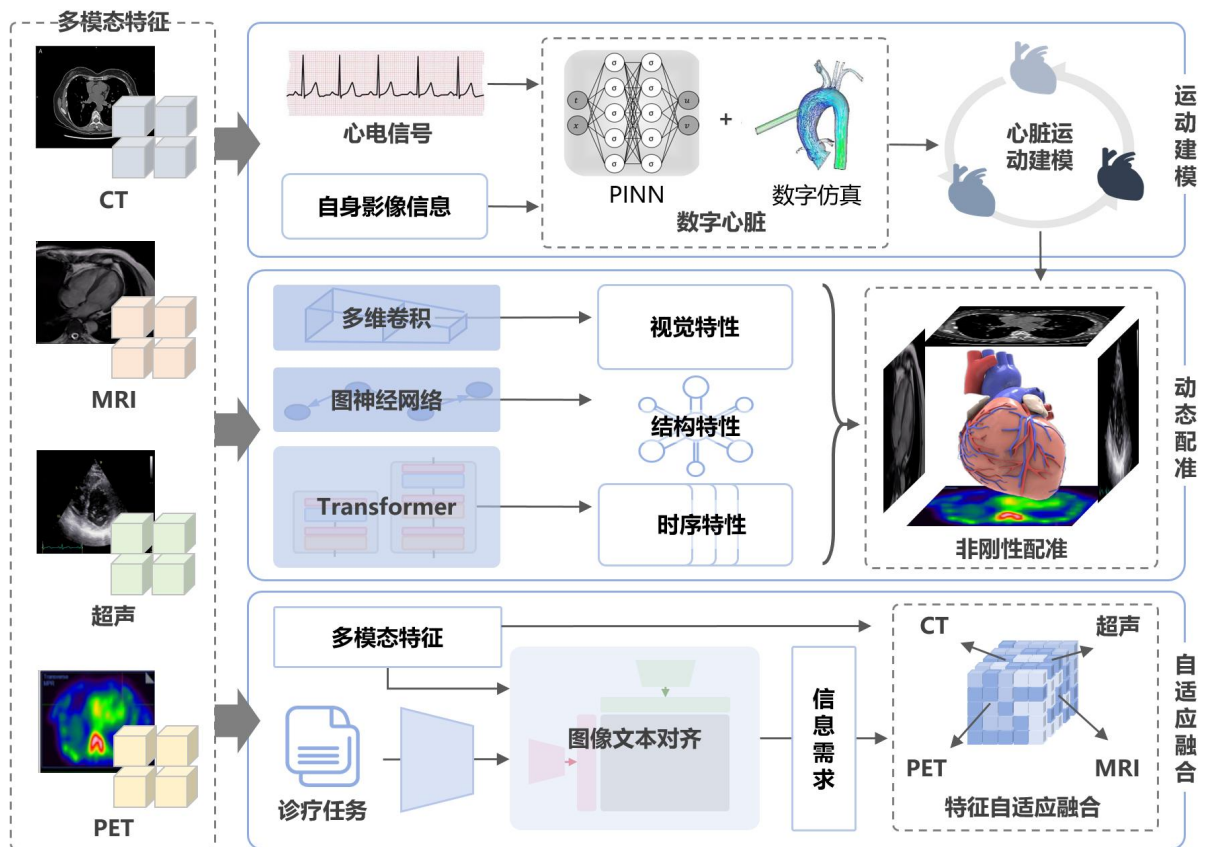 多模态特征
CT
MRI
超声
PET
心电信号
自身影像信息
t
x
σ
σ
σ
σ
σ
σ
σ
σ
σ
σ
u
v
PINN
+
数字仿真
数字心脏
心脏运
动建模
运动建模
多维卷积
图神经网络
Transformer
视觉特性
结构特性
时序特性
非刚性配准
动态配准
多模态特征
诊疗任务
图像文本对齐
信息需求
CT
超声
PET
MRI
特征自适应融合
自适应融合